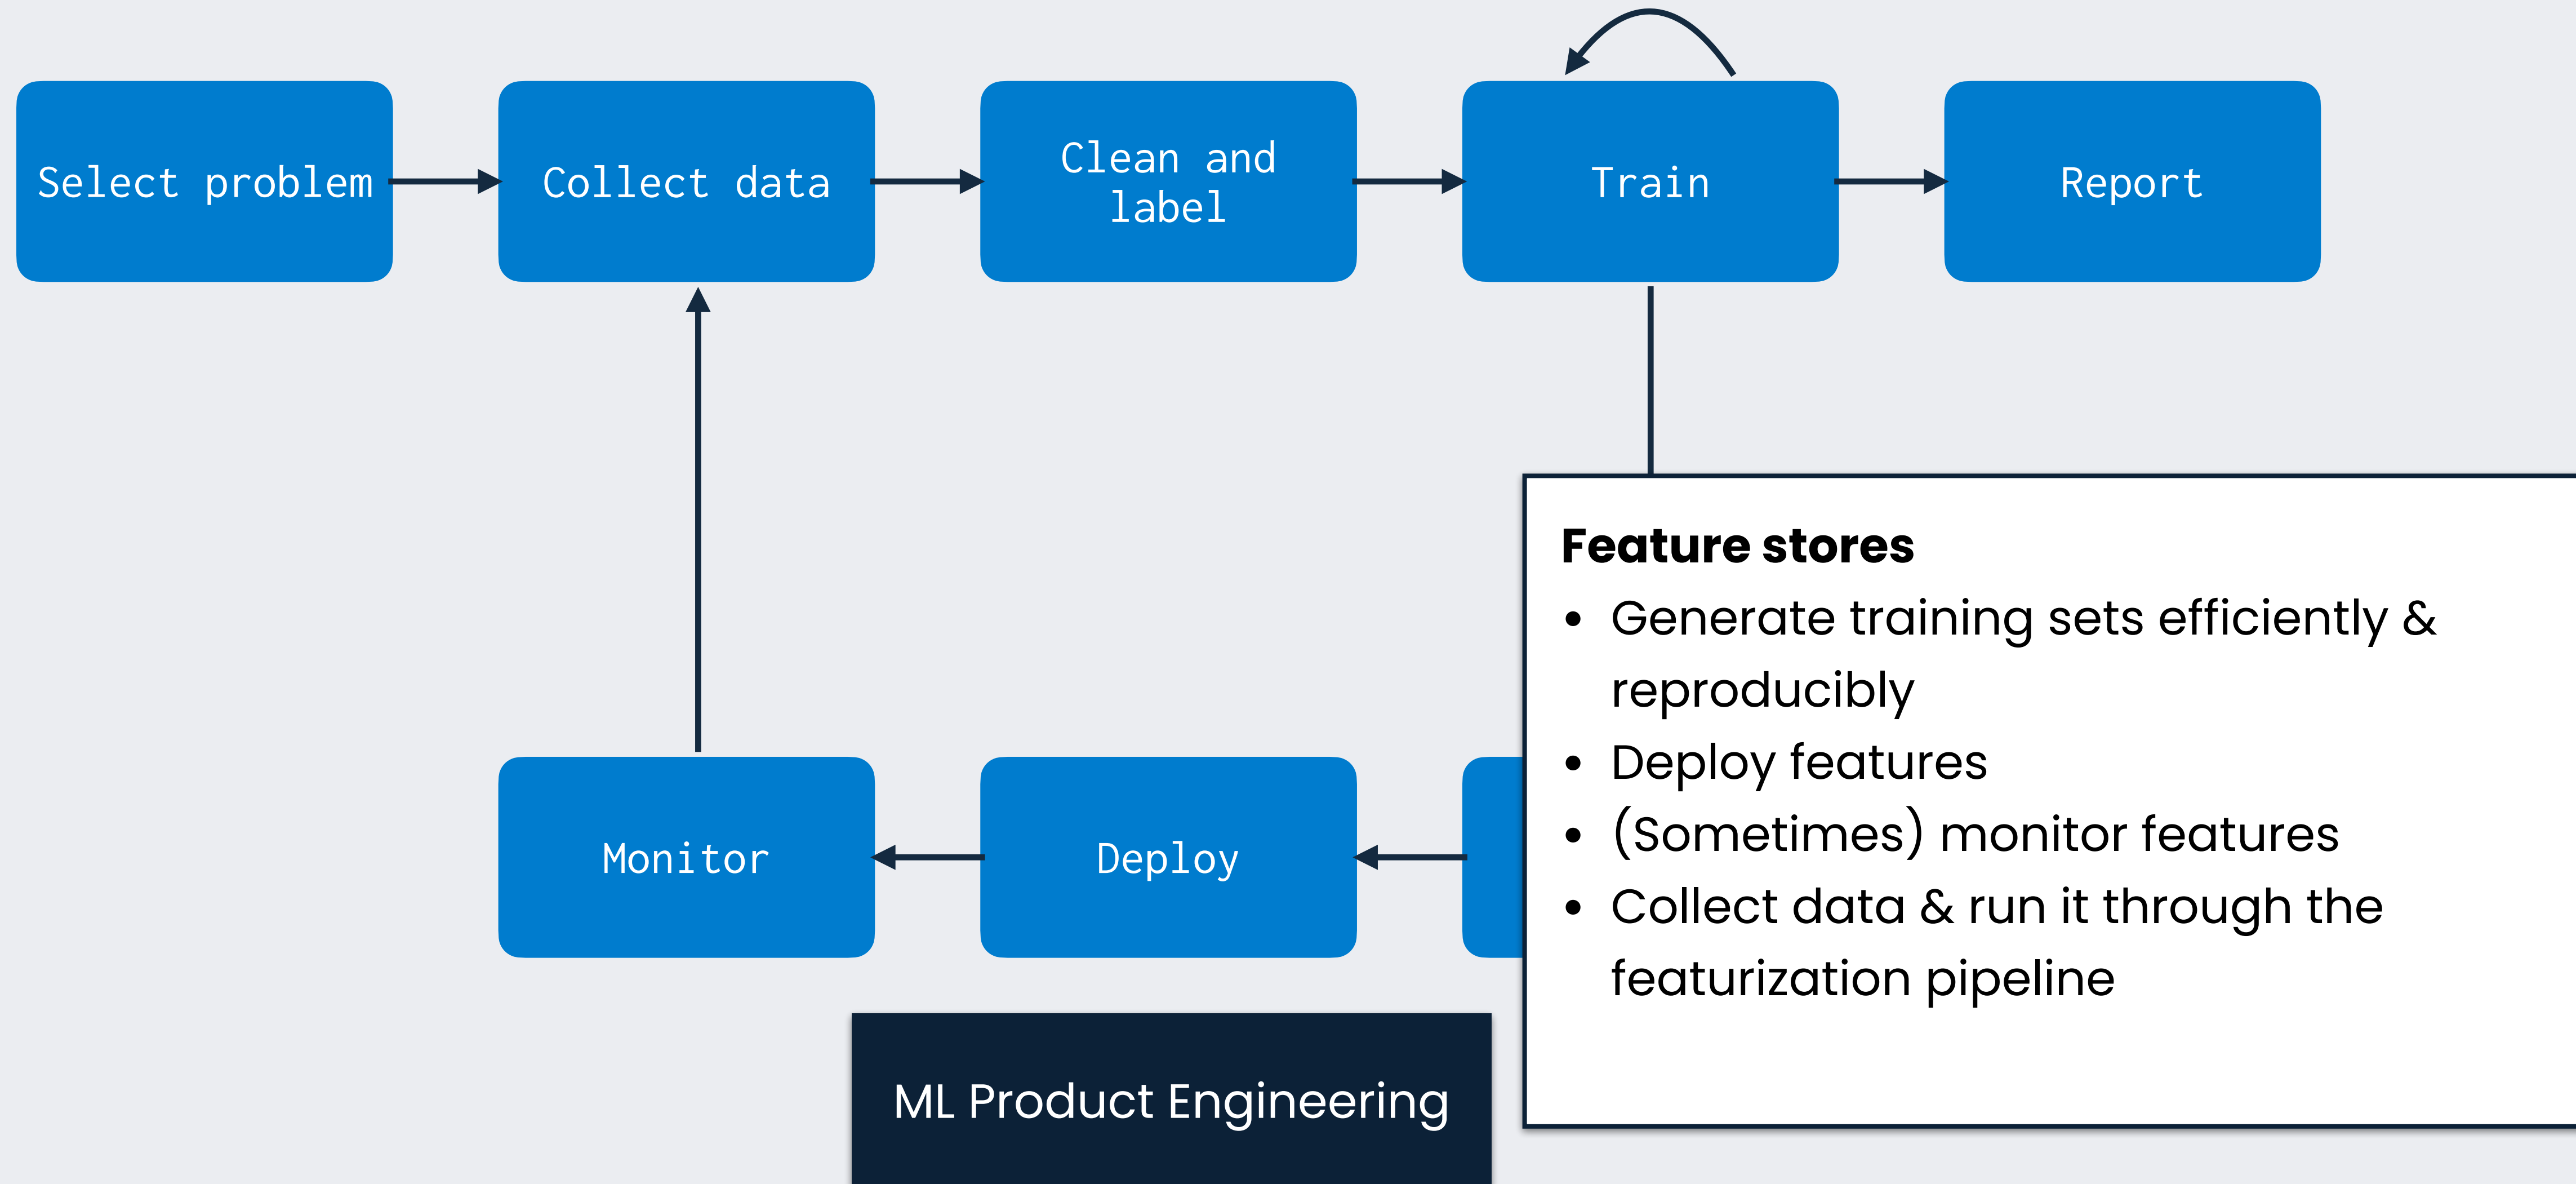 Select problem
Collect data
Clean and
label
Train
Report
Feature stores
• Generate training sets efficiently &
reproducibly
• Deploy features
• (Sometimes) monitor features
• Collect data & run it through the
featurization pipeline
Monitor
Deploy
ML Product Engineering